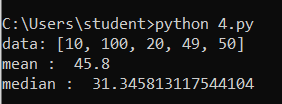 C:\Users\student>python 4.py
data: [10, 100, 20, 49, 50]
mean :  45.8
median :  31.345813117544104